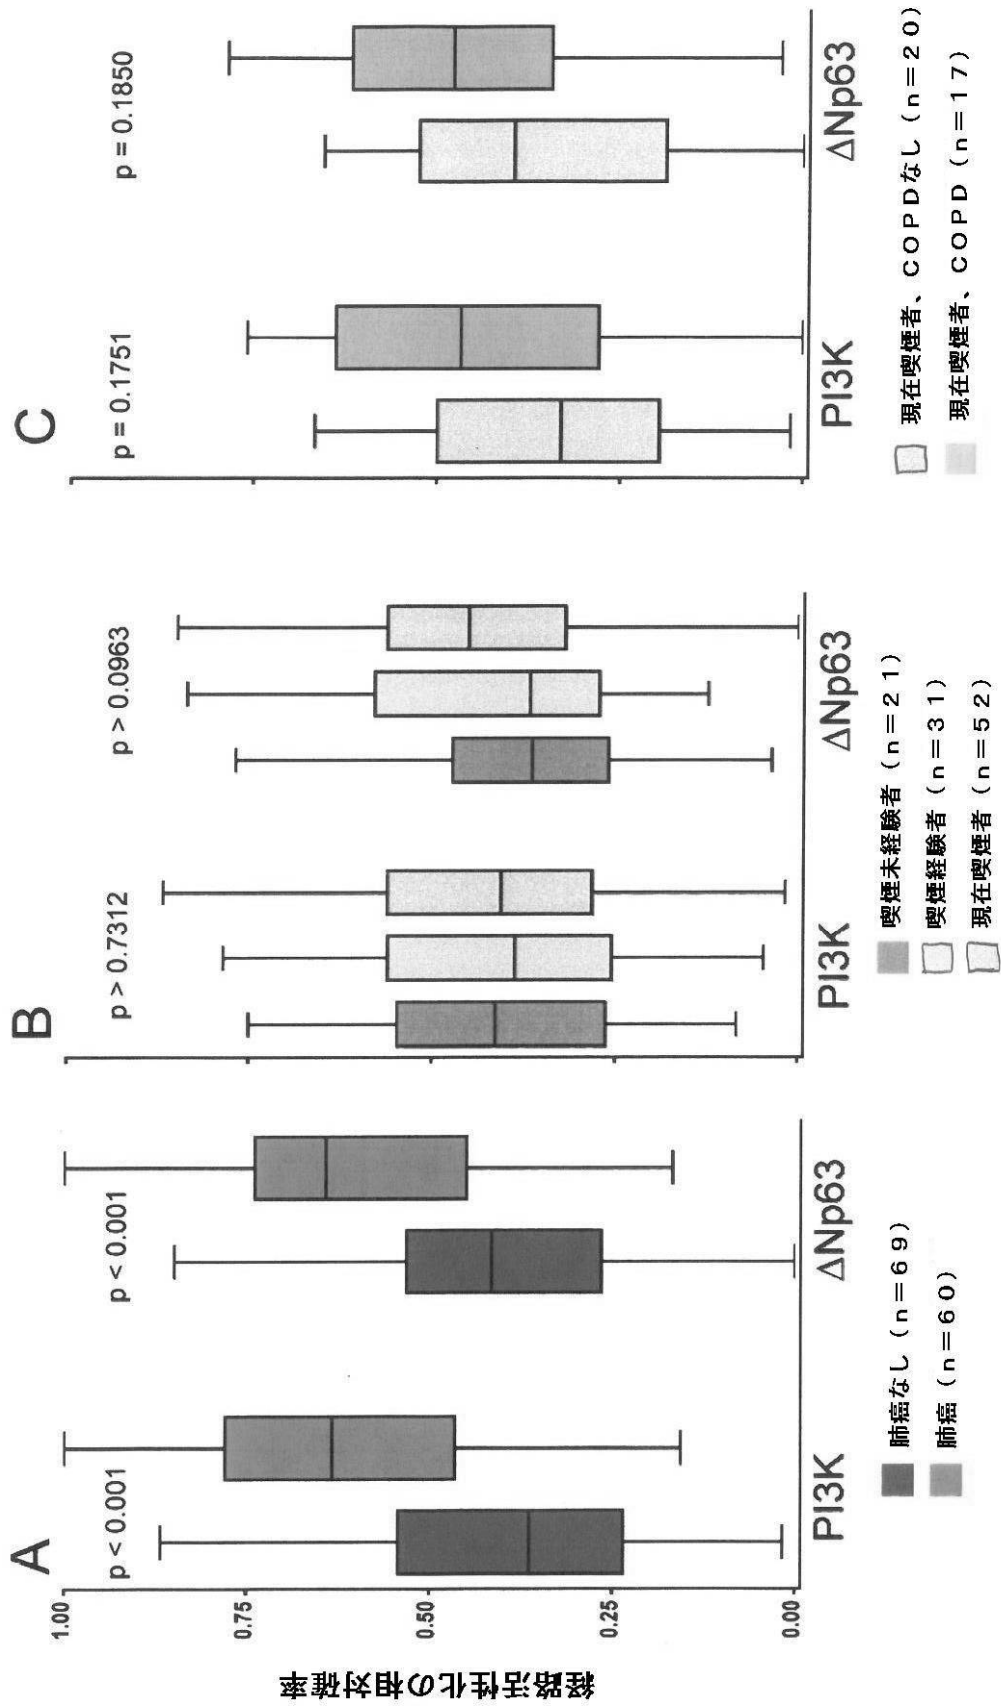 経路活性化の相対確率
1.00
0.75
0.50
0.25
0.00
A
p < 0.001
p < 0.001
PI3K
ΔNp63
肺癌なし（n＝69）
肺癌（n＝60）
B
p > 0.7312
p > 0.0963
PI3K
ΔNp63
喫煙未経験者（n＝21）
喫煙経験者（n＝31）
現在喫煙者（n＝52）
C
p = 0.1751
p = 0.1850
PI3K
ΔNp63
現在喫煙者、COPDなし（n＝20）
現在喫煙者、COPD（n＝17）